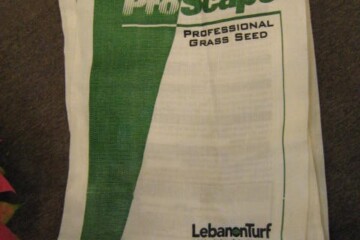 ProScape
PROFESSIONAL
GRASS SEED
LebanonTurf